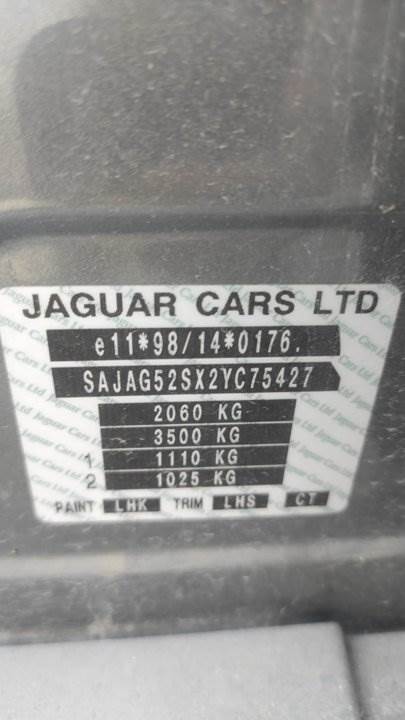 JAGUAR CARS LTD
e11*98/14*0176.
SAJAG52SX2YC75427
2060 KG
3500 KG
1 1110 KG
2 1025 KG
PAINT LHK TRIM LHS CT